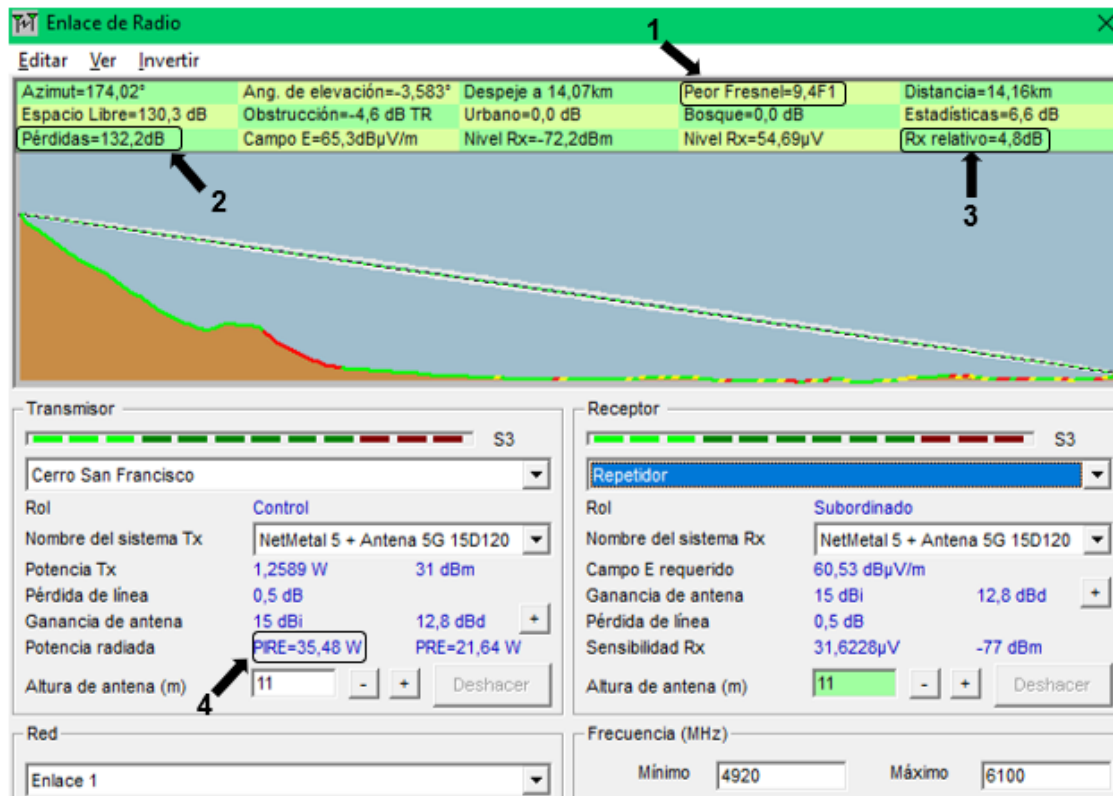 Enlace de Radio
Editar Ver Invertir
1
Azimut=174,02° Ang. de elevación=-3,583° Despeje a 14,07km Peor Fresnel=9,4F1 Distancia=14,16km
Espacio Libre=130,3 dB Obstrucción=-4,6 dB TR Urbano=0,0 dB Bosque=0,0 dB Estadísticas=6,6 dB
Pérdidas=132,2dB Campo E=65,3dBµV/m Nivel Rx=-72,2dBm Nivel Rx=54,69µV Rx relativo=4,8dB
2 3
Transmisor
S3
Cerro San Francisco
Rol Control
Nombre del sistema Tx NetMetal 5 + Antena 5G 15D120
Potencia Tx 1,2589 W 31 dBm
Pérdida de línea 0,5 dB
Ganancia de antena 15 dBi 12,8 dBd +
Potencia radiada PIRE=35,48 W PRE=21,64 W
4
Altura de antena (m) 11 - + Deshacer
Receptor
S3
Repetidor
Rol Subordinado
Nombre del sistema Rx NetMetal 5 + Antena 5G 15D120
Campo E requerido 60,53 dBµV/m
Ganancia de antena 15 dBi 12,8 dBd +
Pérdida de línea 0,5 dB
Sensibilidad Rx 31,6228µV -77 dBm
Altura de antena (m) 11 - + Deshacer
Red
Enlace 1
Frecuencia (MHz)
Mínimo 4920 Máximo 6100